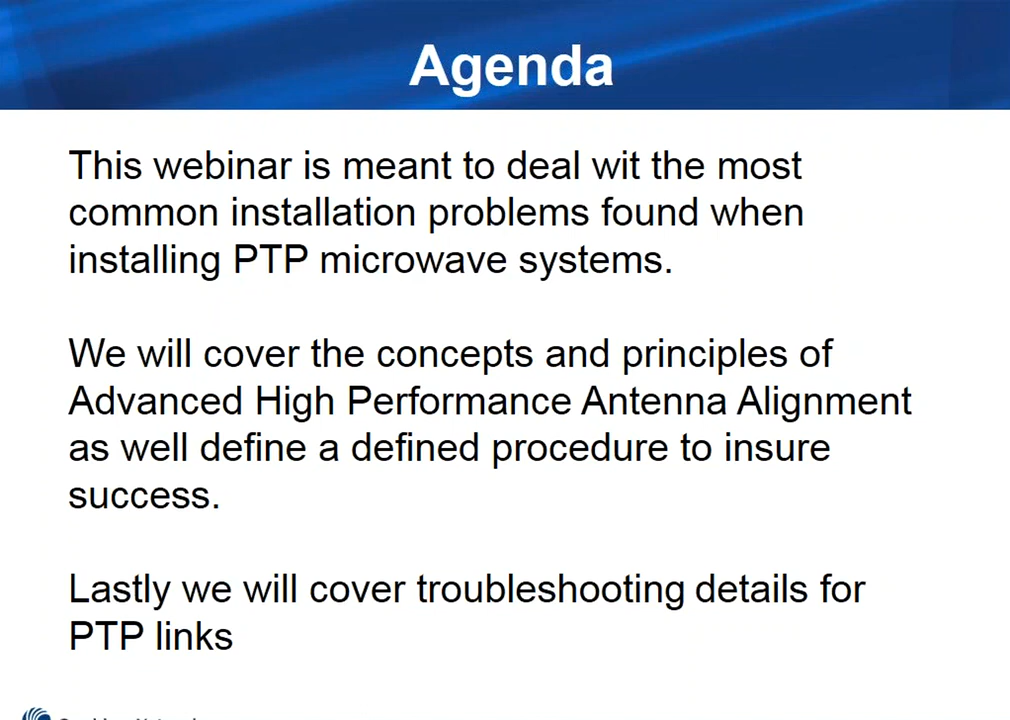 Agenda
This webinar is meant to deal wit the most
common installation problems found when
installing PTP microwave systems.
We will cover the concepts and principles of
Advanced High Performance Antenna Alignment
as well define a defined procedure to insure
success.
Lastly we will cover troubleshooting details for
PTP links